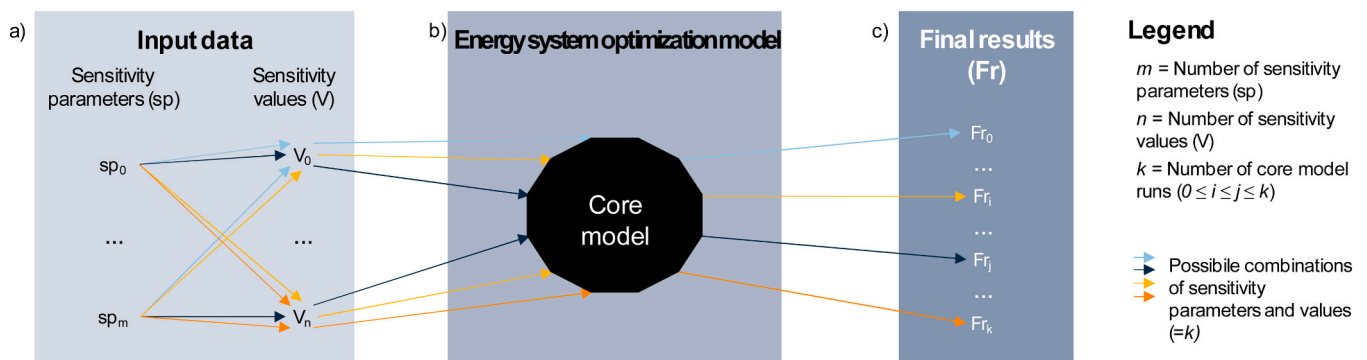 a)
Input data
Sensitivity
parameters (sp)
Sensitivity
values (V)
sp0
...
spm
V0
...
Vn
b)
Energy system optimization model
Core
model
c)
Final results
(Fr)
Fr0
...
Fri
...
Frj
...
Frk
Legend
m = Number of sensitivity
parameters (sp)
n = Number of sensitivity
values (V)
k = Number of core model
runs (0 ≤ i ≤ j ≤ k)
Possibile combinations
of sensitivity
parameters and values
(=k)